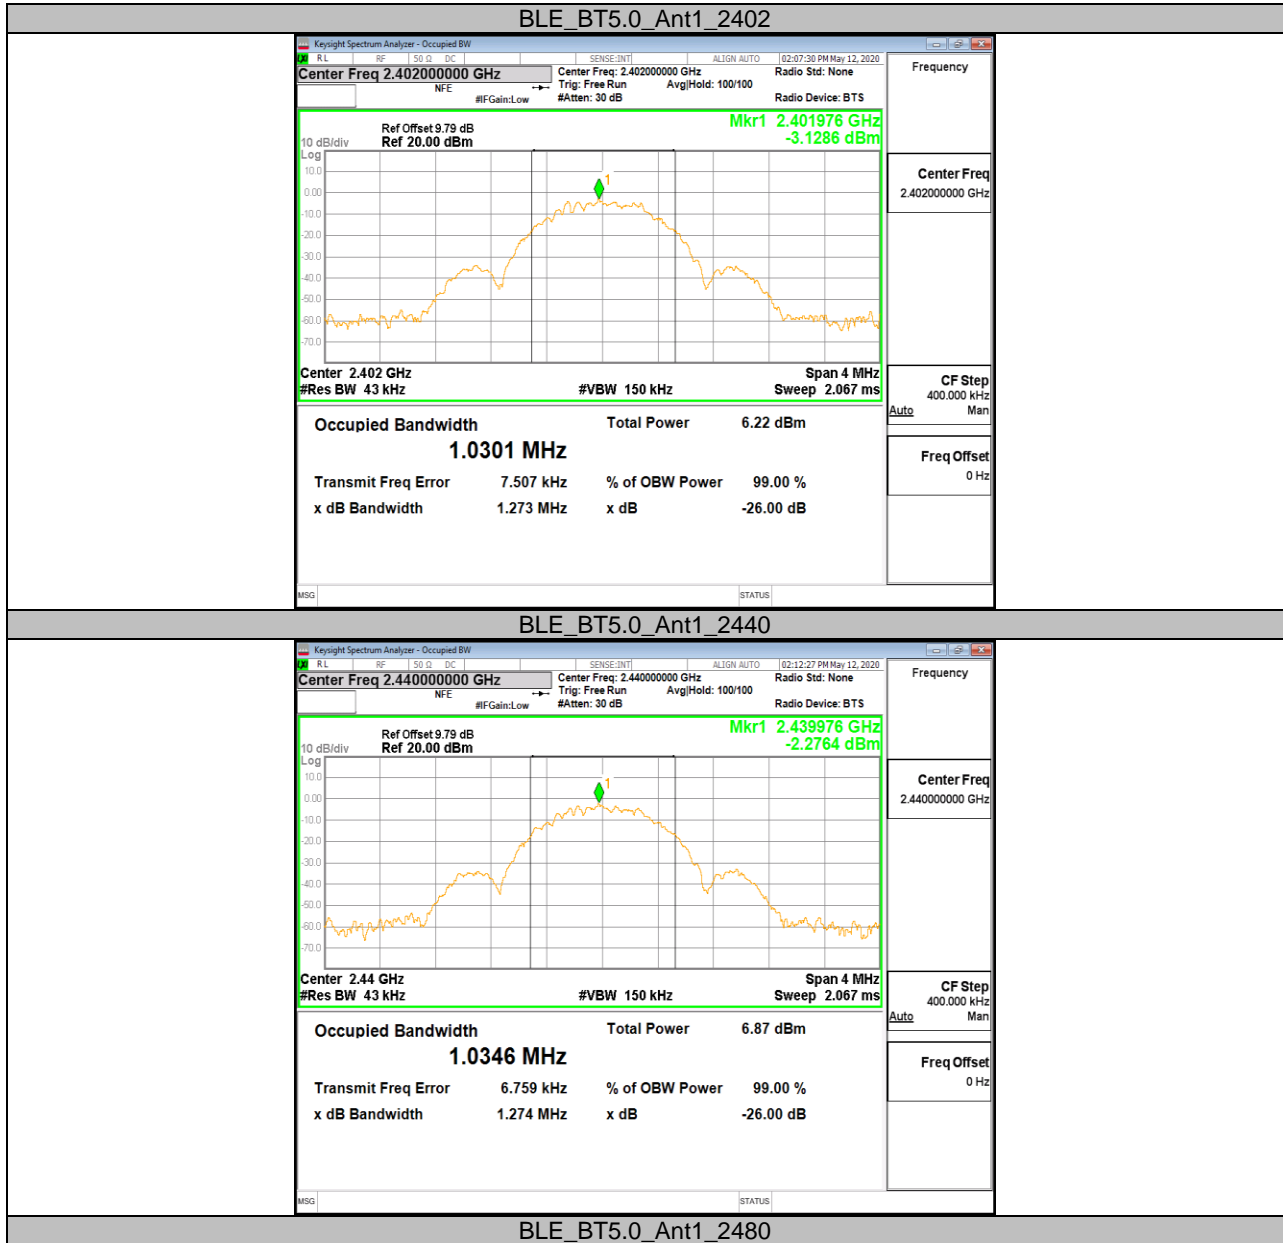 BLE_BT5.0_Ant1_2402
Keysight Spectrum Analyzer - Occupied BW
LXI RL RF 50 Ω DC SENSE:INT ALIGN AUTO 02:07:30 PM May 12, 2020
Center Freq 2.402000000 GHz Center Freq: 2.402000000 GHz Radio Std: None
NFE Trig: Free Run Avg|Hold: 100/100
#IFGain:Low #Atten: 30 dB Radio Device: BTS
Frequency
Mkr1 2.401976 GHz
-3.1286 dBm
Ref Offset 9.79 dB
10 dB/div Ref 20.00 dBm
Log
10.0
0.00
-10.0
-20.0
-30.0
-40.0
-50.0
-60.0
-70.0
1
Center 2.402 GHz Span 4 MHz
#Res BW 43 kHz #VBW 150 kHz Sweep 2.067 ms
Center Freq
2.402000000 GHz
CF Step
400.000 kHz
Auto Man
Freq Offset
0 Hz
Occupied Bandwidth Total Power 6.22 dBm
1.0301 MHz
Transmit Freq Error 7.507 kHz % of OBW Power 99.00 %
x dB Bandwidth 1.273 MHz x dB -26.00 dB
MSG STATUS
BLE_BT5.0_Ant1_2440
Keysight Spectrum Analyzer - Occupied BW
LXI RL RF 50 Ω DC SENSE:INT ALIGN AUTO 02:12:27 PM May 12, 2020
Center Freq 2.440000000 GHz Center Freq: 2.440000000 GHz Radio Std: None
NFE Trig: Free Run Avg|Hold: 100/100
#IFGain:Low #Atten: 30 dB Radio Device: BTS
Frequency
Mkr1 2.439976 GHz
-2.2764 dBm
Ref Offset 9.79 dB
10 dB/div Ref 20.00 dBm
Log
10.0
0.00
-10.0
-20.0
-30.0
-40.0
-50.0
-60.0
-70.0
1
Center 2.44 GHz Span 4 MHz
#Res BW 43 kHz #VBW 150 kHz Sweep 2.067 ms
Center Freq
2.440000000 GHz
CF Step
400.000 kHz
Auto Man
Freq Offset
0 Hz
Occupied Bandwidth Total Power 6.87 dBm
1.0346 MHz
Transmit Freq Error 6.759 kHz % of OBW Power 99.00 %
x dB Bandwidth 1.274 MHz x dB -26.00 dB
MSG STATUS
BLE_BT5.0_Ant1_2480